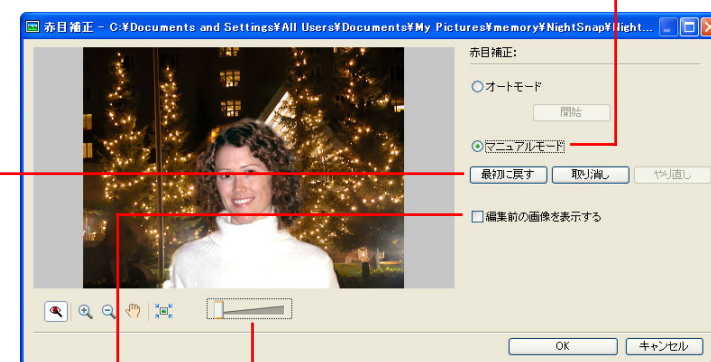 赤目補正 - C:¥Documents and Settings¥All Users¥Documents¥My Pictures¥memory¥NightSnap¥Night...
赤目補正:
オートモード
開始
マニュアルモード
最初に戻す 取り消し やり直し
編集前の画像を表示する
OK キャンセル